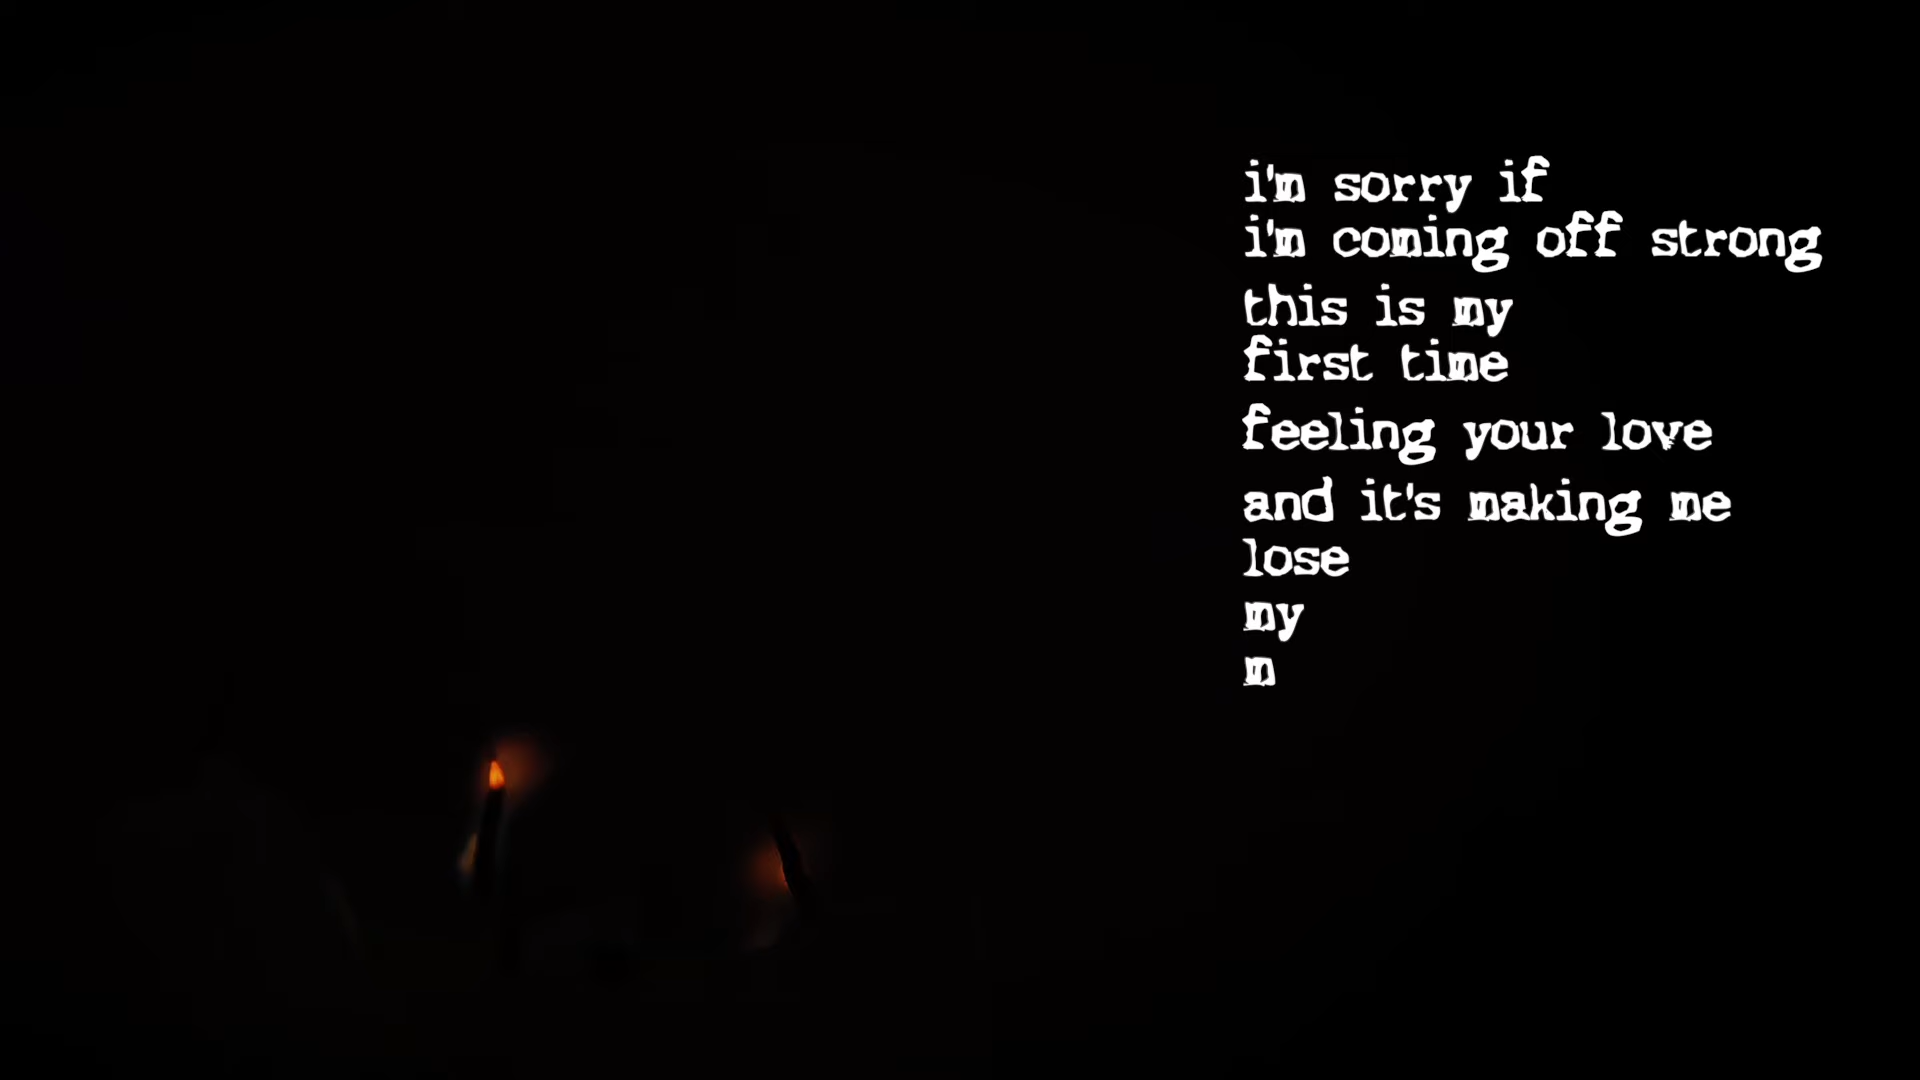 i'm sorry if
i'm coming off strong
this is my
first time
feeling your love
and it's making me
lose
my
m